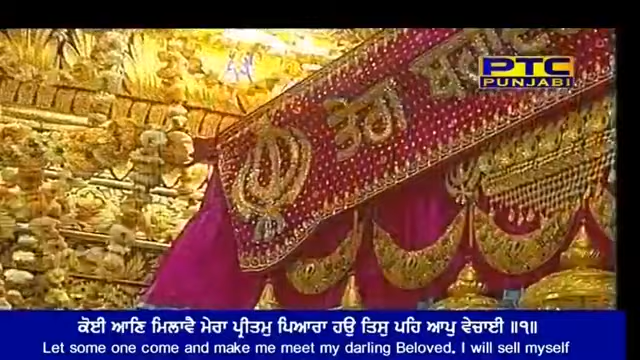 PTC
PUNJABI
ਤੇਗ
ਕੋਈ ਆਣਿ ਮਿਲਾਵੈ ਮੇਰਾ ਪ੍ਰੀਤਮੁ ਪਿਆਰਾ ਹਉ ਤਿਸੁ ਪਹਿ ਆਪੁ ਵੇਚਾਈ ॥੧॥
Let some one come and make me meet my darling Beloved, I will sell myself